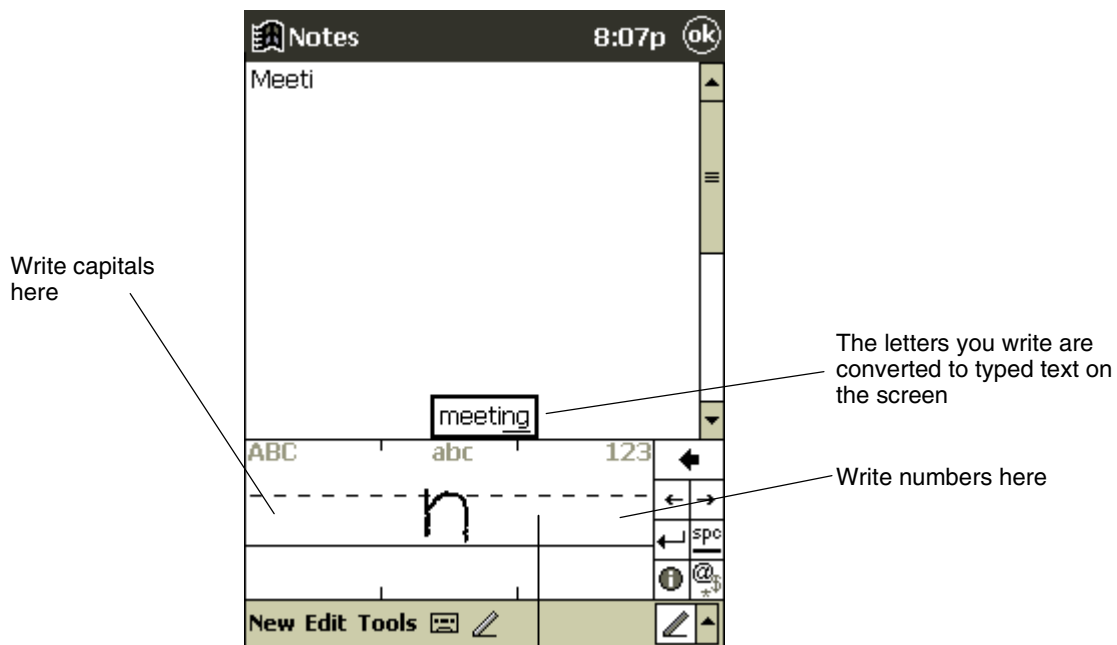 Notes 8:07p ok
Meeti
Write capitals
here
The letters you write are
converted to typed text on
the screen
meeting
ABC abc 123
n
Write numbers here
spc
@*$
New Edit Tools